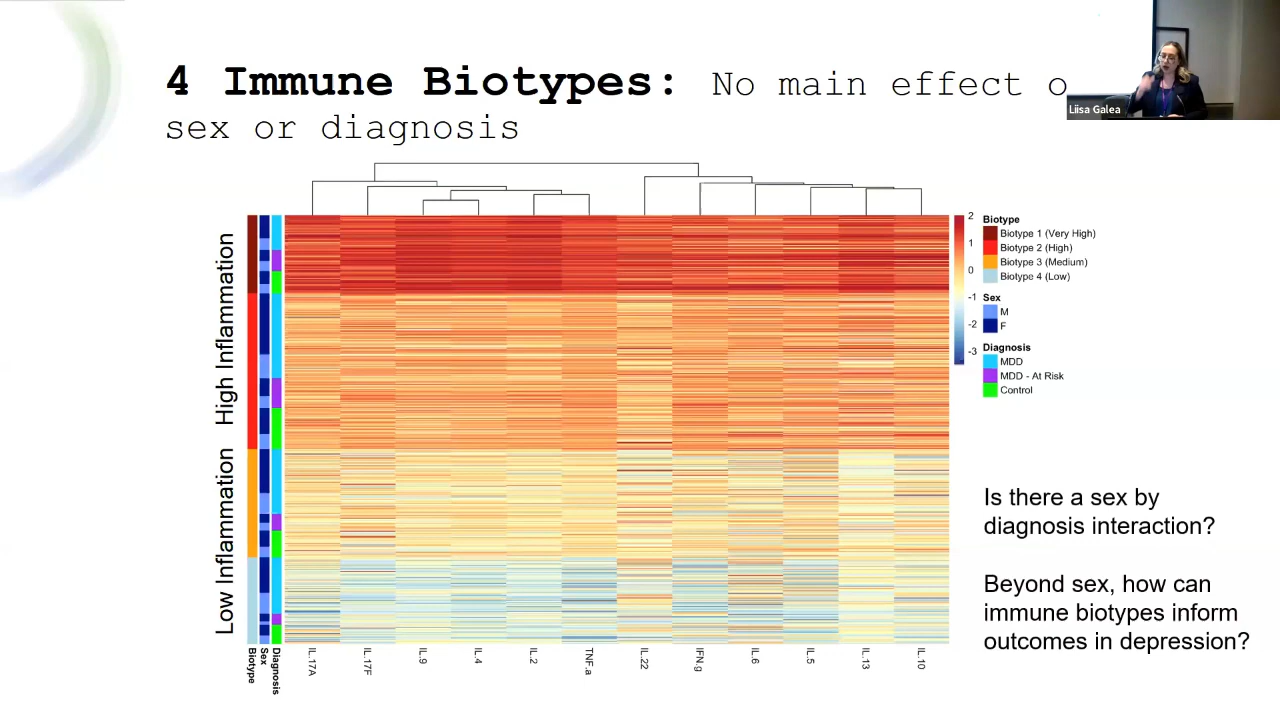 4 Immune Biotypes: No main effect o
sex or diagnosis
Liisa Galea
High Inflammation
Low Inflammation
2
1
0
-1
-2
-3
Biotype
Biotype 1 (Very High)
Biotype 2 (High)
Biotype 3 (Medium)
Biotype 4 (Low)
Sex
M
F
Diagnosis
MDD
MDD - At Risk
Control
Is there a sex by
diagnosis interaction?
Beyond sex, how can
immune biotypes inform
outcomes in depression?
Biotype
Sex
Diagnosis
IL.17A
IL.17F
IL.9
IL.4
IL.2
TNF.a
IL.22
IFN.g
IL.6
IL.5
IL.13
IL.10